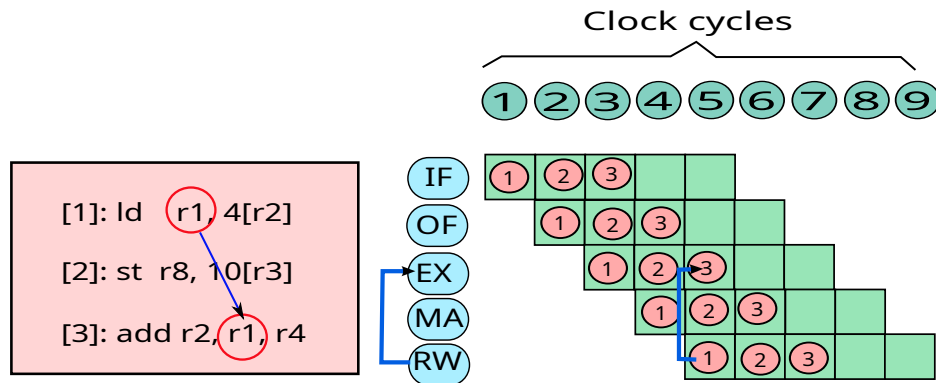 Clock cycles
1 2 3 4 5 6 7 8 9
[1]: ld r1, 4[r2]
[2]: st r8, 10[r3]
[3]: add r2, r1, r4
IF 1 2 3
OF 1 2 3
EX 1 2 3
MA 1 2 3
RW 1 2 3